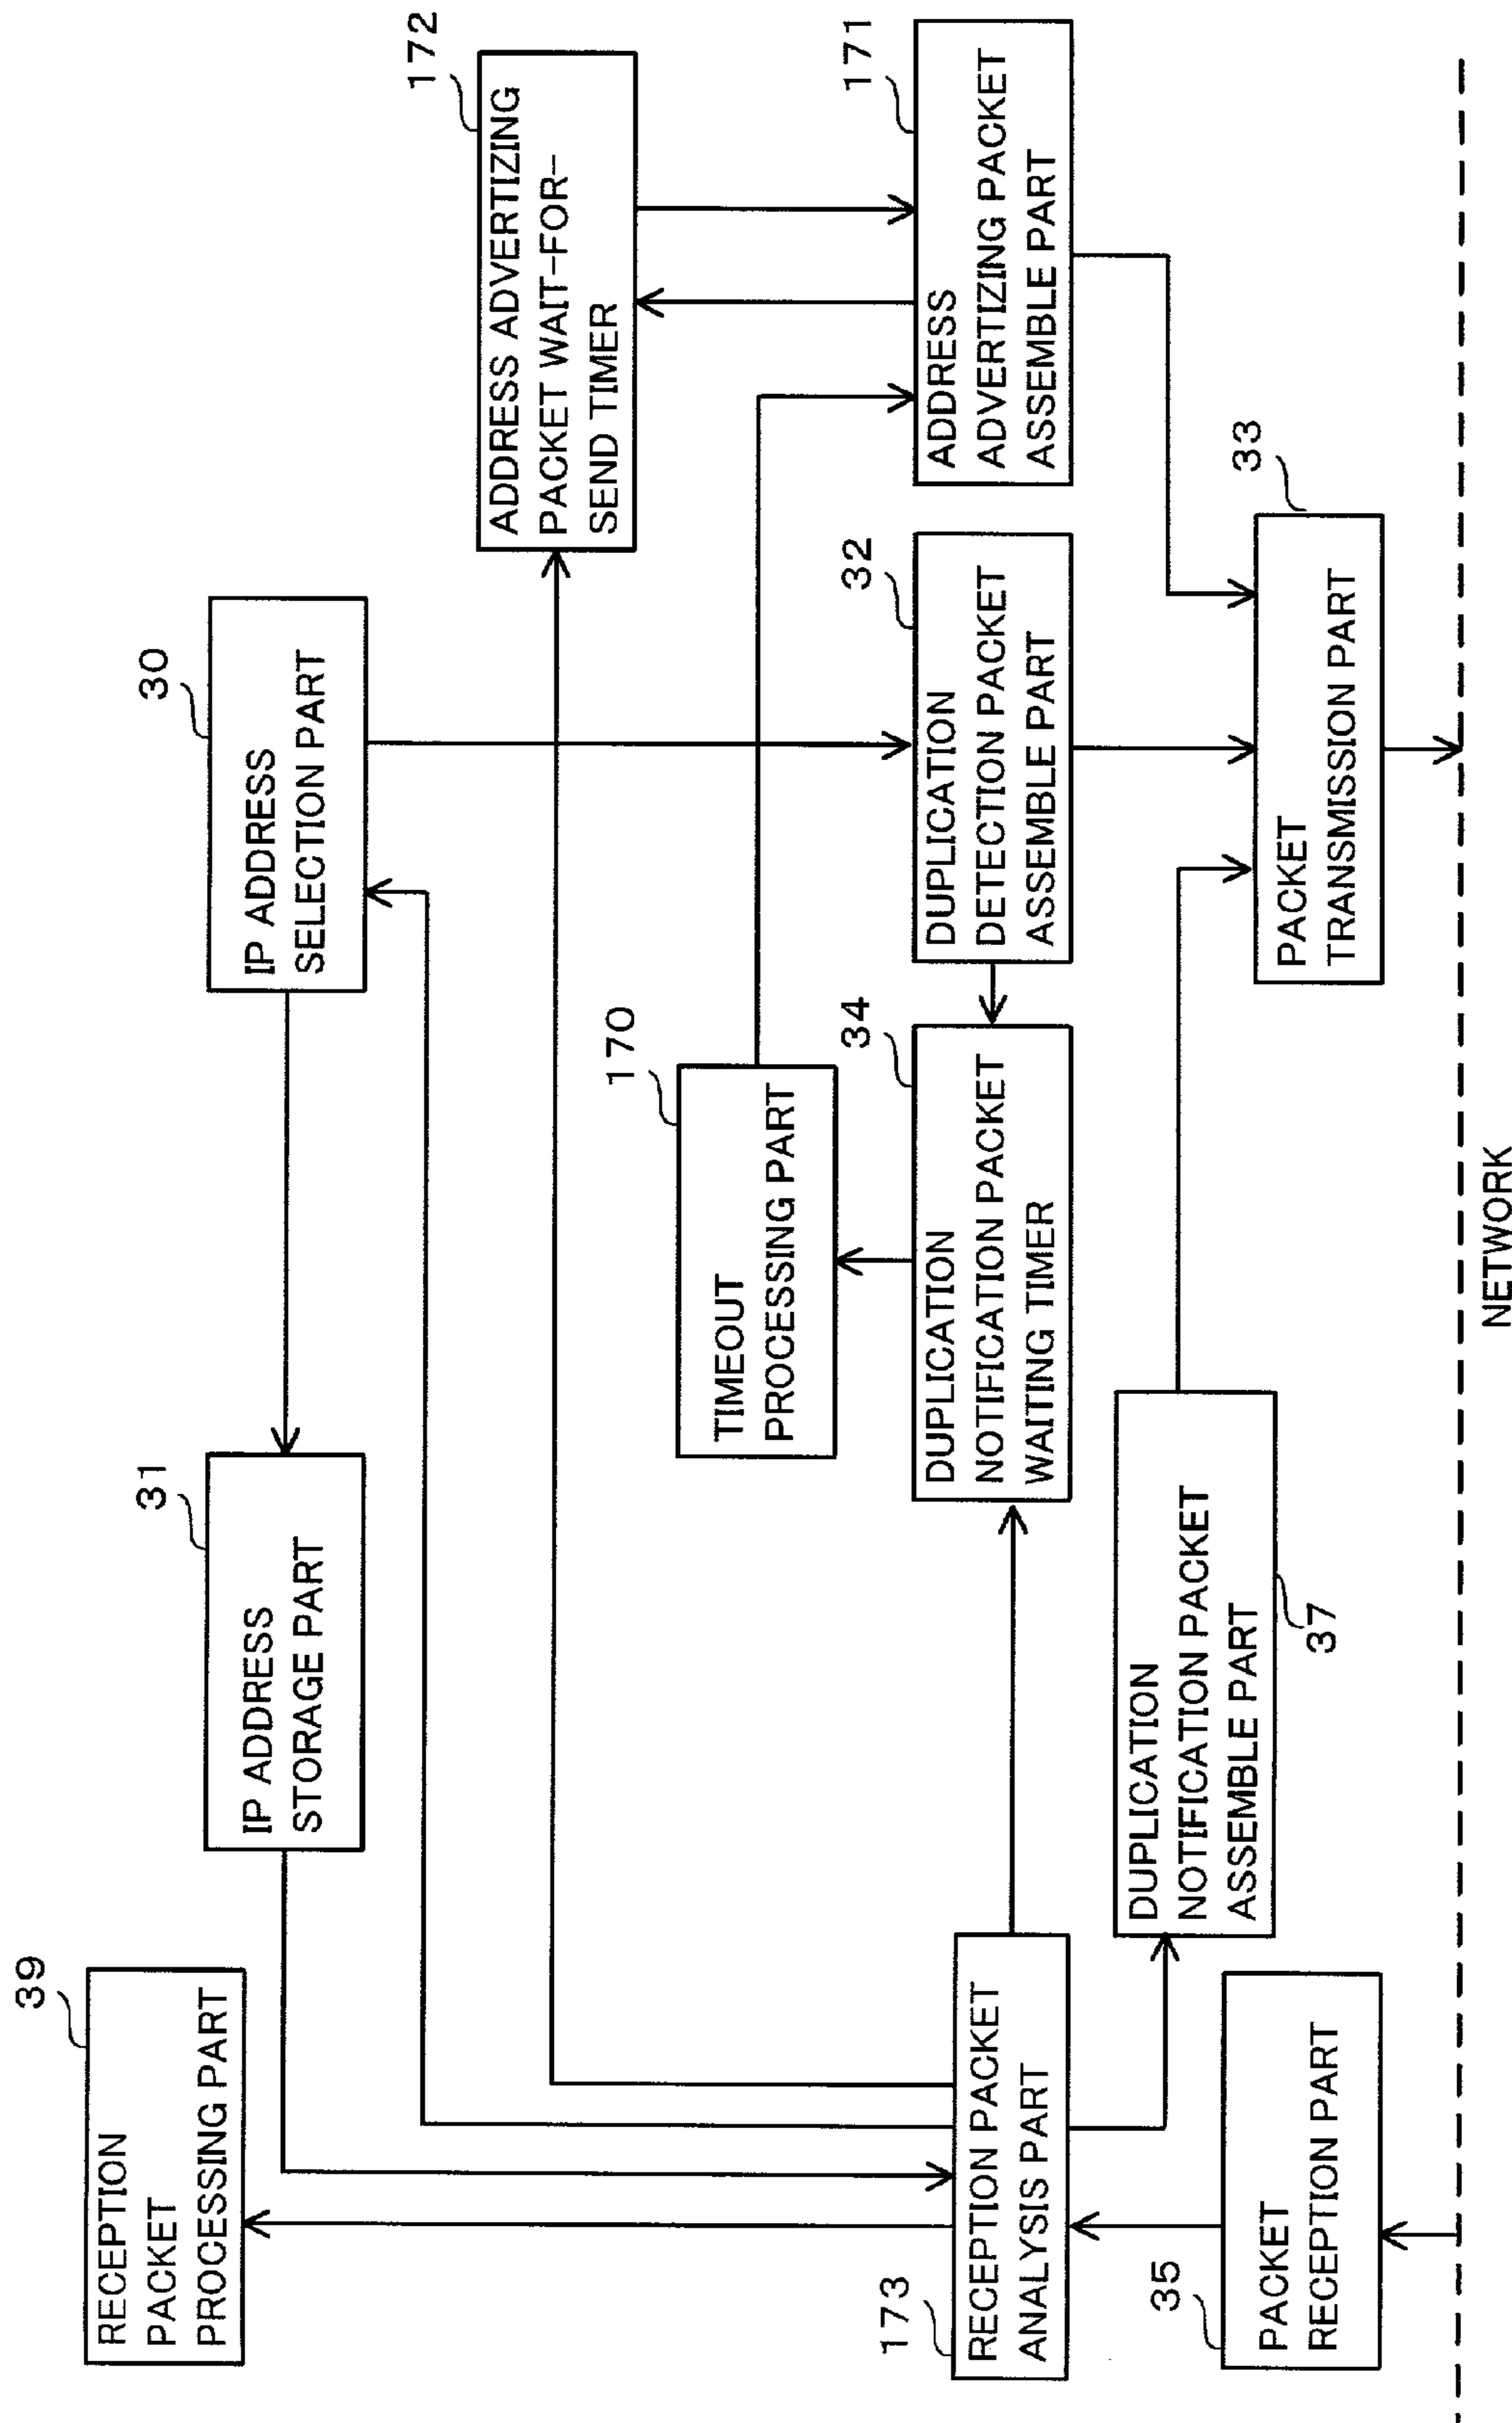 39
RECEPTION
PACKET
PROCESSING PART
31
IP ADDRESS
STORAGE PART
30
IP ADDRESS
SELECTION PART
172
ADDRESS ADVERTIZING
PACKET WAIT-FOR-
SEND TIMER
170
TIMEOUT
PROCESSING PART
173
RECEPTION PACKET
ANALYSIS PART
34
DUPLICATION
NOTIFICATION PACKET
WAITING TIMER
32
DUPLICATION
DETECTION PACKET
ASSEMBLE PART
171
ADDRESS
ADVERTIZING PACKET
ASSEMBLE PART
35
PACKET
RECEPTION PART
DUPLICATION
NOTIFICATION PACKET
ASSEMBLE PART
37
33
PACKET
TRANSMISSION PART
NETWORK